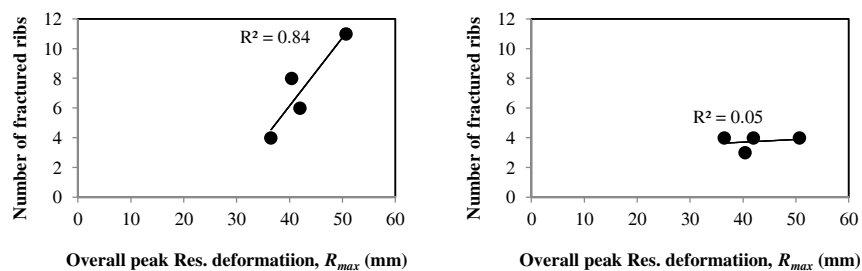 12
10
8
6
4
2
0
Number of fractured ribs
R² = 0.84
0 10 20 30 40 50 60
Overall peak Res. deformatiion, Rmax (mm)
12
10
8
6
4
2
0
Number of fractured ribs
R² = 0.05
0 10 20 30 40 50 60
Overall peak Res. deformatiion, Rmax (mm)